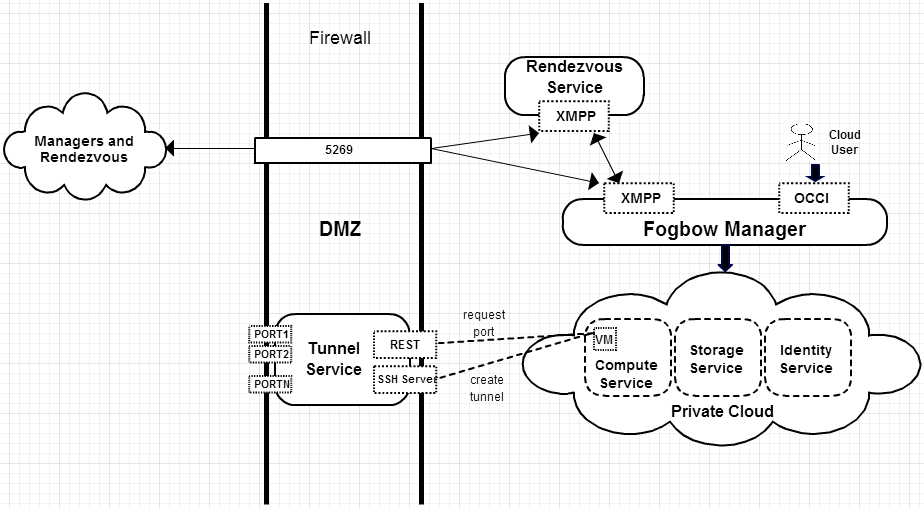 Firewall
Rendezvous
Service
XMPP
Managers and
Rendezvous
5269
Cloud
User
XMPP
OCCI
Fogbow Manager
DMZ
PORT1
PORT2
PORTN
Tunnel
Service
REST
SSH Server
request
port
create
tunnel
VM
Compute
Service
Storage
Service
Identity
Service
Private Cloud